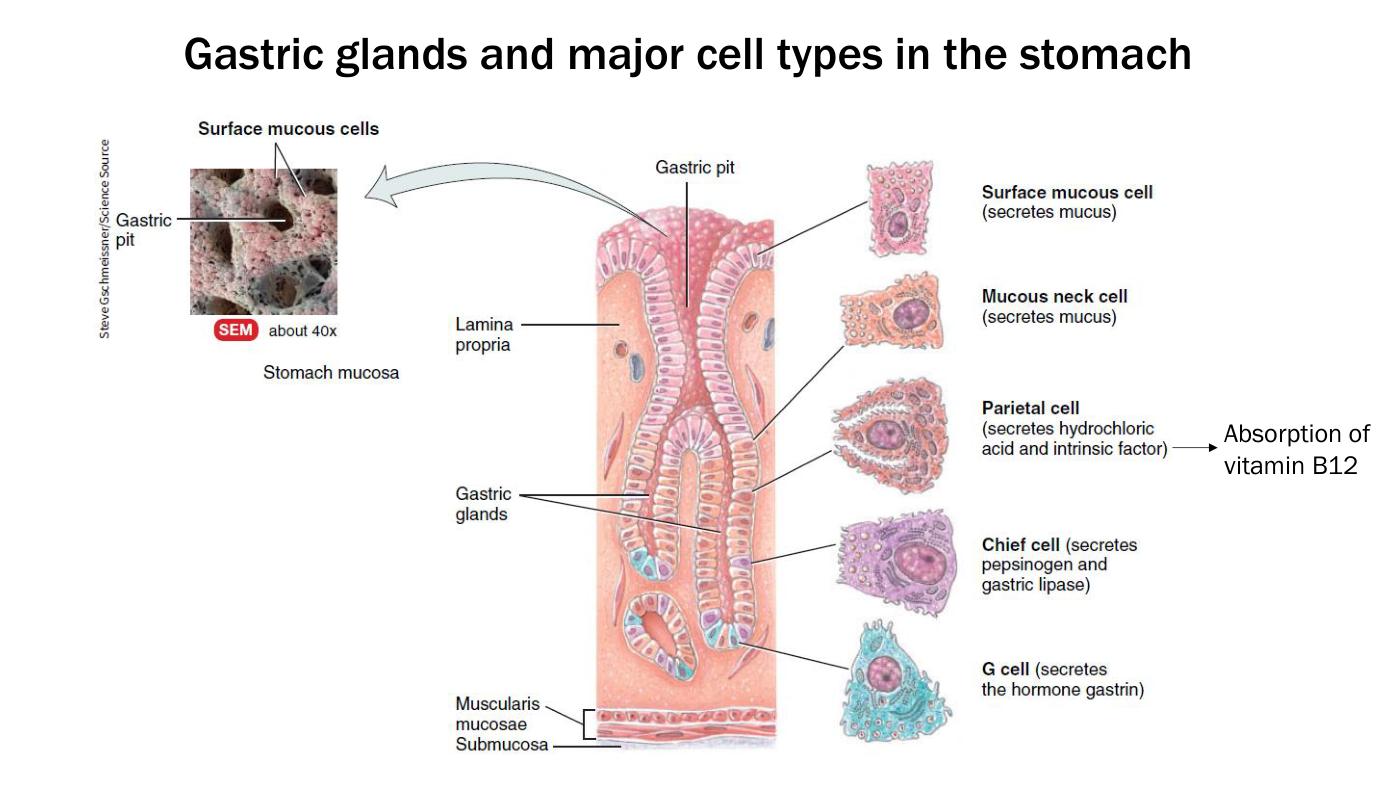 Gastric glands and major cell types in the stomach
Surface mucous cells
Steve Gschmeissner/Science Source
Gastric
pit
SEM about 40x
Stomach mucosa
Gastric pit
Lamina
propria
Gastric
glands
Muscularis
mucosae
Submucosa
Surface mucous cell
(secretes mucus)
Mucous neck cell
(secretes mucus)
Parietal cell
(secretes hydrochloric
acid and intrinsic factor)
Absorption of
vitamin B12
Chief cell (secretes
pepsinogen and
gastric lipase)
G cell (secretes
the hormone gastrin)